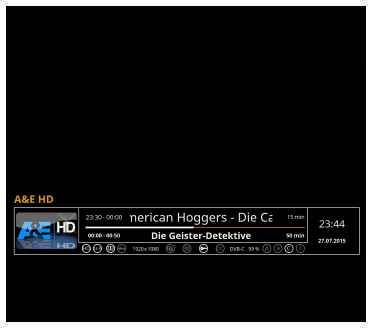 A&E HD
A&E HD
23:30 - 00:00 nerican Hoggers - Die Ca 15 min
00:00 - 00:50 Die Geister-Detektive 50 min
23:44
27.07.2015
1920x1080 DVB-C 99 %